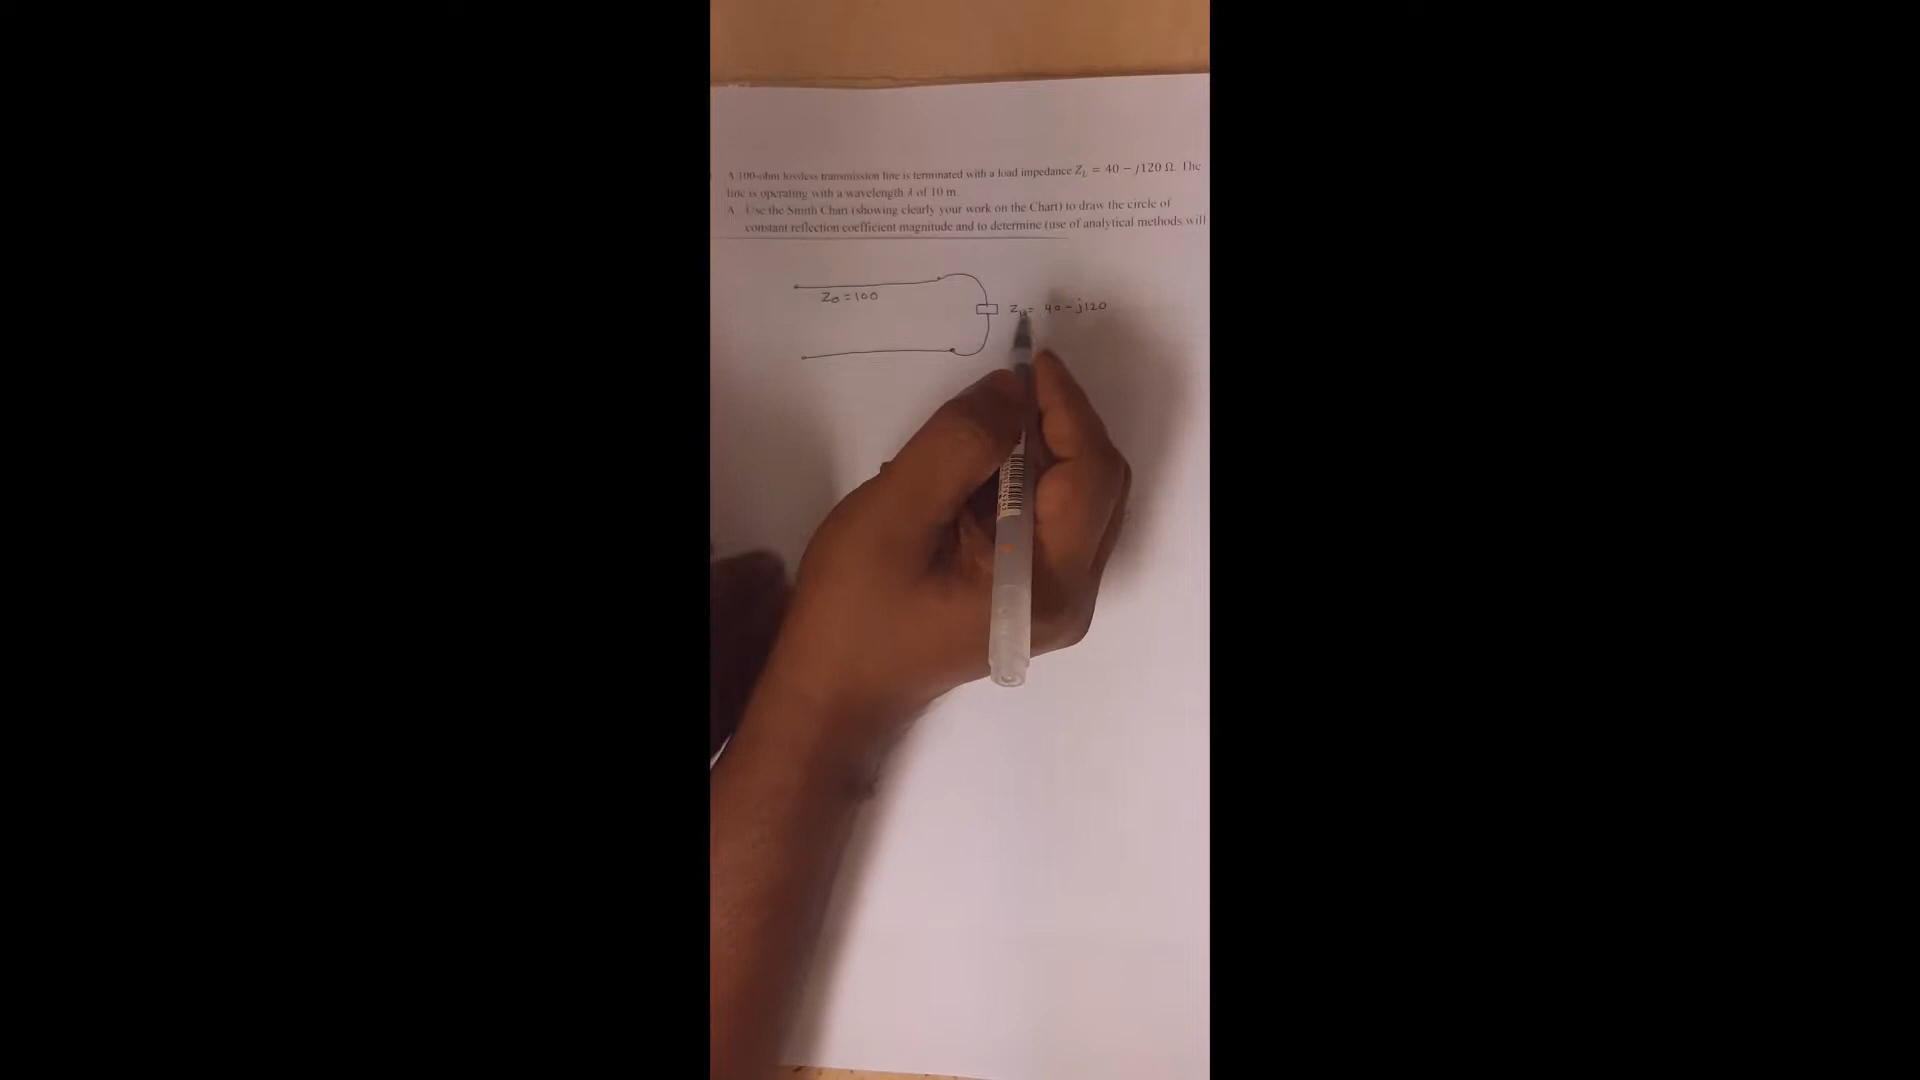 A 100-ohm lossless transmission line is terminated with a load impedance Z_L = 40 − j120 Ω. The
line is operating with a wavelength λ of 10 m.
A. Use the Smith Chart (showing clearly your work on the Chart) to draw the circle of
constant reflection coefficient magnitude and to determine (use of analytical methods will
Z0 = 100
Z = 40 - j120